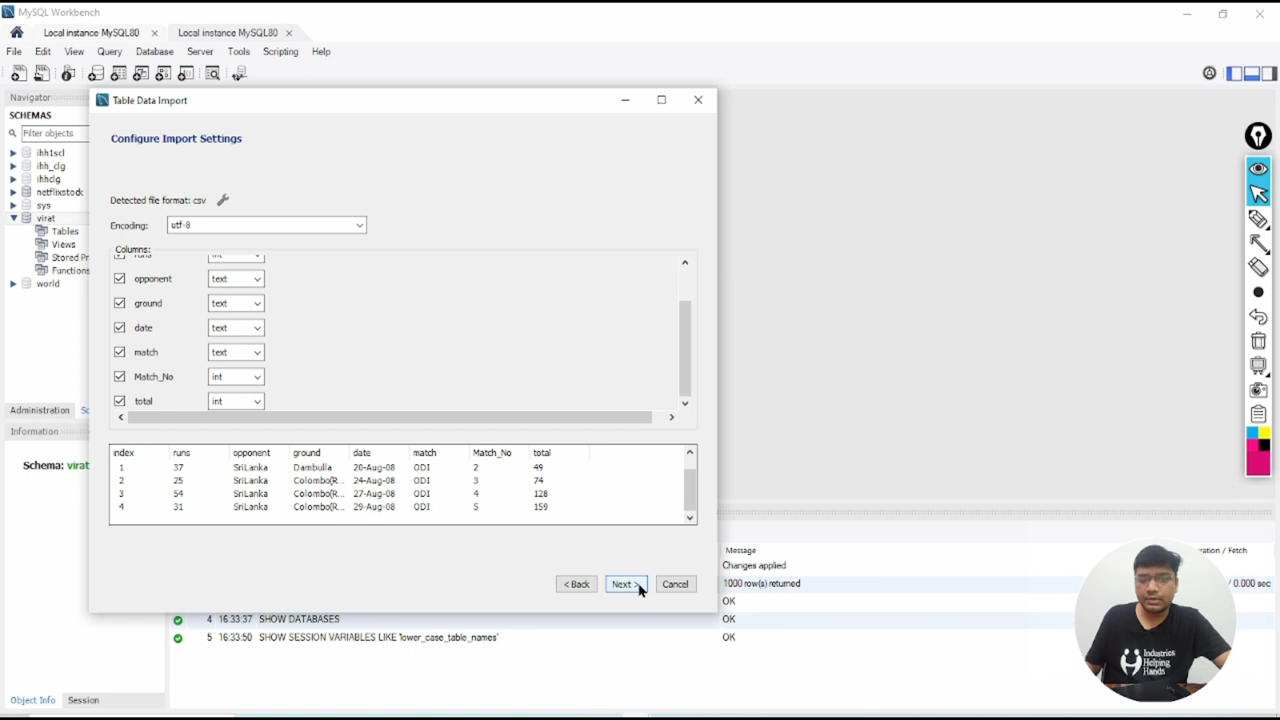 MySQL Workbench
Local instance MySQL80 Local instance MySQL80
File Edit View Query Database Server Tools Scripting Help
Navigator
SCHEMAS
Filter objects
ihh1scl
ihh_clg
ihhclg
netflixstock
sys
virat
Tables
Views
Stored Pr
Functions
world
Administration
Information
Schema: virat
Object Info Session
Table Data Import
Configure Import Settings
Detected file format: csv
Encoding: utf-8
Columns:
opponent text
ground text
date text
match text
Match_No int
total int
index runs opponent ground date match Match_No total
1 37 SriLanka Dambulla 20-Aug-08 ODI 2 49
2 25 SriLanka Colombo(R... 24-Aug-08 ODI 3 74
3 54 SriLanka Colombo(R... 27-Aug-08 ODI 4 128
4 31 SriLanka Colombo(R... 29-Aug-08 ODI 5 159
< Back Next > Cancel
Message / Fetch
Changes applied
1000 row(s) returned / 0.000 sec
OK
4 16:33:37 SHOW DATABASES OK
5 16:33:50 SHOW SESSION VARIABLES LIKE 'lower_case_table_names' OK
Industries
Helping
Hands